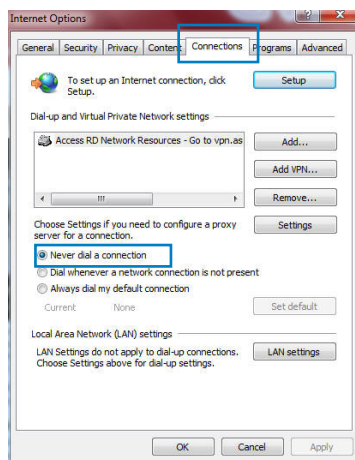 Internet Options
General Security Privacy Content Connections Programs Advanced
To set up an Internet connection, click
Setup.
Setup
Dial-up and Virtual Private Network settings
Access RD Network Resources - Go to vpn.as
Add...
Add VPN...
Remove...
Choose Settings if you need to configure a proxy
server for a connection.
Settings
Never dial a connection
Dial whenever a network connection is not present
Always dial my default connection
Current None
Set default
Local Area Network (LAN) settings
LAN Settings do not apply to dial-up connections.
Choose Settings above for dial-up settings.
LAN settings
OK Cancel Apply